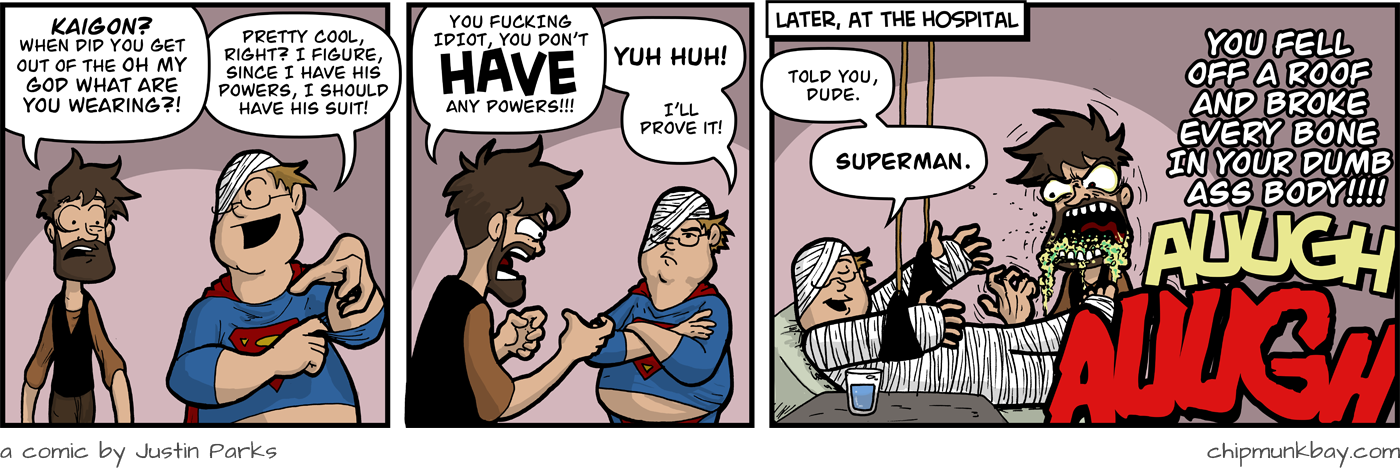 KAIGON?
WHEN DID YOU GET
OUT OF THE OH MY
GOD WHAT ARE
YOU WEARING?!
PRETTY COOL,
RIGHT? I FIGURE,
SINCE I HAVE HIS
POWERS, I SHOULD
HAVE HIS SUIT!
YOU FUCKING
IDIOT, YOU DON'T
HAVE
ANY POWERS!!!
YUH HUH!
I'LL
PROVE IT!
LATER, AT THE HOSPITAL
TOLD YOU,
DUDE.
SUPERMAN.
YOU FELL
OFF A ROOF
AND BROKE
EVERY BONE
IN YOUR DUMB
ASS BODY!!!!
AUUGH
AUUGH
a comic by Justin Parks
chipmunkbay.com